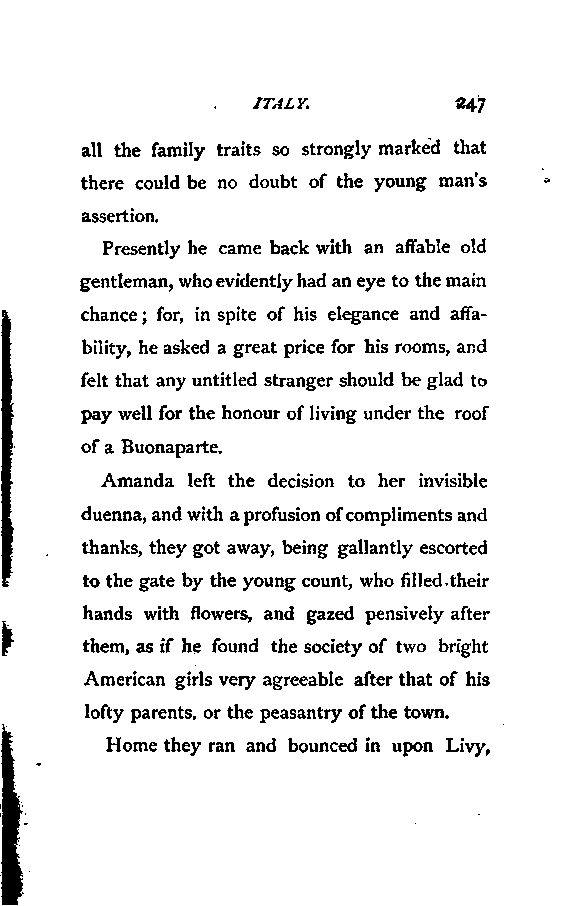 ITALY. 247
all the family traits so strongly marked that
there could be no doubt of the young man's
assertion.
Presently he came back with an affable old
gentleman, who evidently had an eye to the main
chance; for, in spite of his elegance and affa-
bility, he asked a great price for his rooms, and
felt that any untitled stranger should be glad to
pay well for the honour of living under the roof
of a Buonaparte.
Amanda left the decision to her invisible
duenna, and with a profusion of compliments and
thanks, they got away, being gallantly escorted
to the gate by the young count, who filled their
hands with flowers, and gazed pensively after
them, as if he found the society of two bright
American girls very agreeable after that of his
lofty parents, or the peasantry of the town.
Home they ran and bounced in upon Livy,